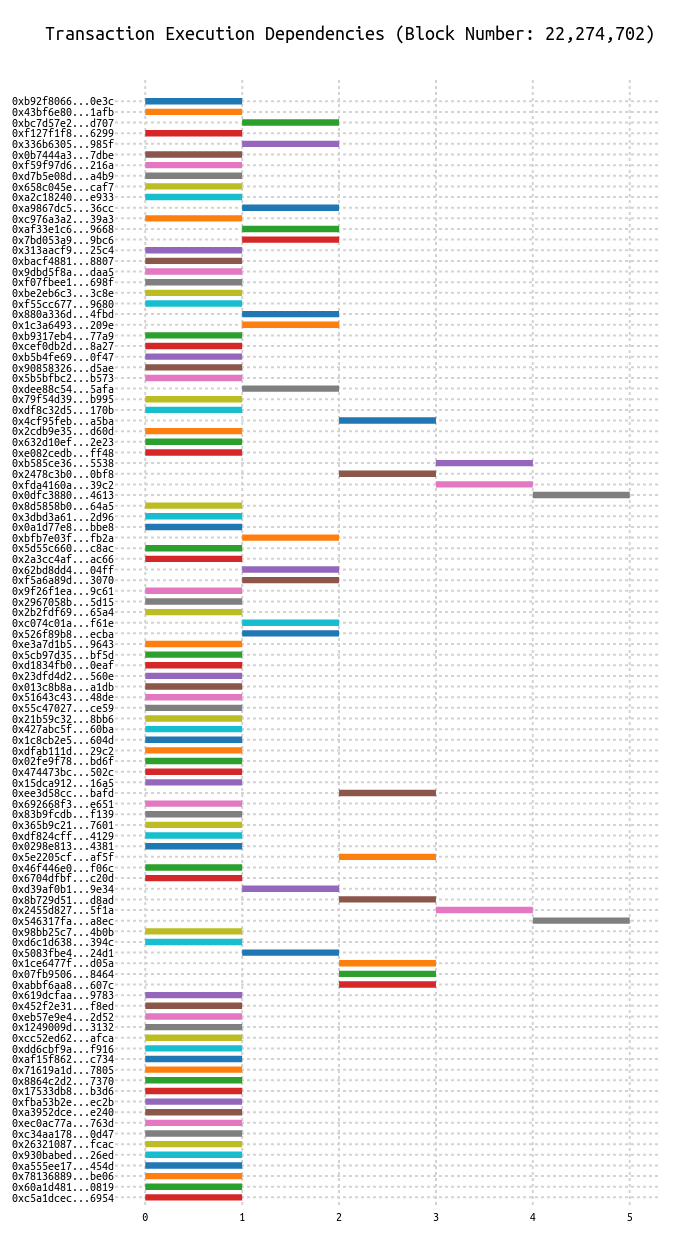 Transaction Execution Dependencies (Block Number: 22,274,702)
0xb92f8066...0e3c
0x43bf6e80...1afb
0xbc7d57e2...d707
0xf127f1f8...6299
0x336b6305...985f
0x0b7444a3...7dbe
0xf59f97d6...216a
0xd7b5e08d...a4b9
0x658c045e...caf7
0xa2c18240...e933
0xa9867dc5...36cc
0xc976a3a2...39a3
0xaf33e1c6...9668
0x7bd053a9...9bc6
0x313aacf9...25c4
0xbacf4881...8807
0x9dbd5f8a...daa5
0xf07fbee1...698f
0xbe2eb6c3...3c8e
0xf55cc677...9680
0x880a336d...4fbd
0x1c3a6493...209e
0xb9317eb4...77a9
0xcef0db2d...8a27
0xb5b4fe69...0f47
0x90858326...d5ae
0x5b5bfbc2...b573
0xdee88c54...5afa
0x79f54d39...b995
0xdf8c32d5...170b
0x4cf95feb...a5ba
0x2cdb9e35...d60d
0x632d10ef...2e23
0xe082cedb...ff48
0xb585ce36...5538
0x2478c3b0...0bf8
0xfda4160a...39c2
0x0dfc3880...4613
0x8d5858b0...64a5
0x3dbd3a61...2d96
0x0a1d77e8...bbe8
0xbfb7e03f...fb2a
0x5d55c660...c8ac
0x2a3cc4af...ac66
0x62bd8dd4...04ff
0xf5a6a89d...3070
0x9f26f1ea...9c61
0x2967058b...5d15
0x2b2fdf69...65a4
0xc074c01a...f61e
0x526f89b8...ecba
0xe3a7d1b5...9643
0x5cb97d35...bf5d
0xd1834fb0...0eaf
0x23dfd4d2...560e
0x013c8b8a...a1db
0x51643c43...48de
0x55c47027...ce59
0x21b59c32...8bb6
0x427abc5f...60ba
0x1c8cb2e5...604d
0xdfab111d...29c2
0x02fe9f78...bd6f
0x474473bc...502c
0x15dca912...16a5
0xee3d58cc...bafd
0x692668f3...e651
0x83b9fcdb...f139
0x365b9c21...7601
0xdf824cff...4129
0x0298e813...4381
0x5e2205cf...af5f
0x46f446e0...f06c
0x6704dfbf...c20d
0xd39af0b1...9e34
0x8b729d51...d8ad
0x2455d827...5f1a
0x546317fa...a8ec
0x98bb25c7...4b0b
0xd6c1d638...394c
0x5083fbe4...24d1
0x1ce6477f...d05a
0x07fb9506...8464
0xabbf6aa8...607c
0x619dcfaa...9783
0x452f2e31...f8ed
0xeb57e9e4...2d52
0x1249009d...3132
0xcc52ed62...afca
0xdd6cbf9a...f916
0xaf15f862...c734
0x71619a1d...7805
0x8864c2d2...7370
0x17533db8...b3d6
0xfba53b2e...ec2b
0xa3952dce...e240
0xec0ac77a...763d
0xc34aa178...0d47
0x26321087...fcac
0x930babed...26ed
0xa555ee17...454d
0x78136889...be06
0x60a1d481...0819
0xc5a1dcec...6954
0 1 2 3 4 5